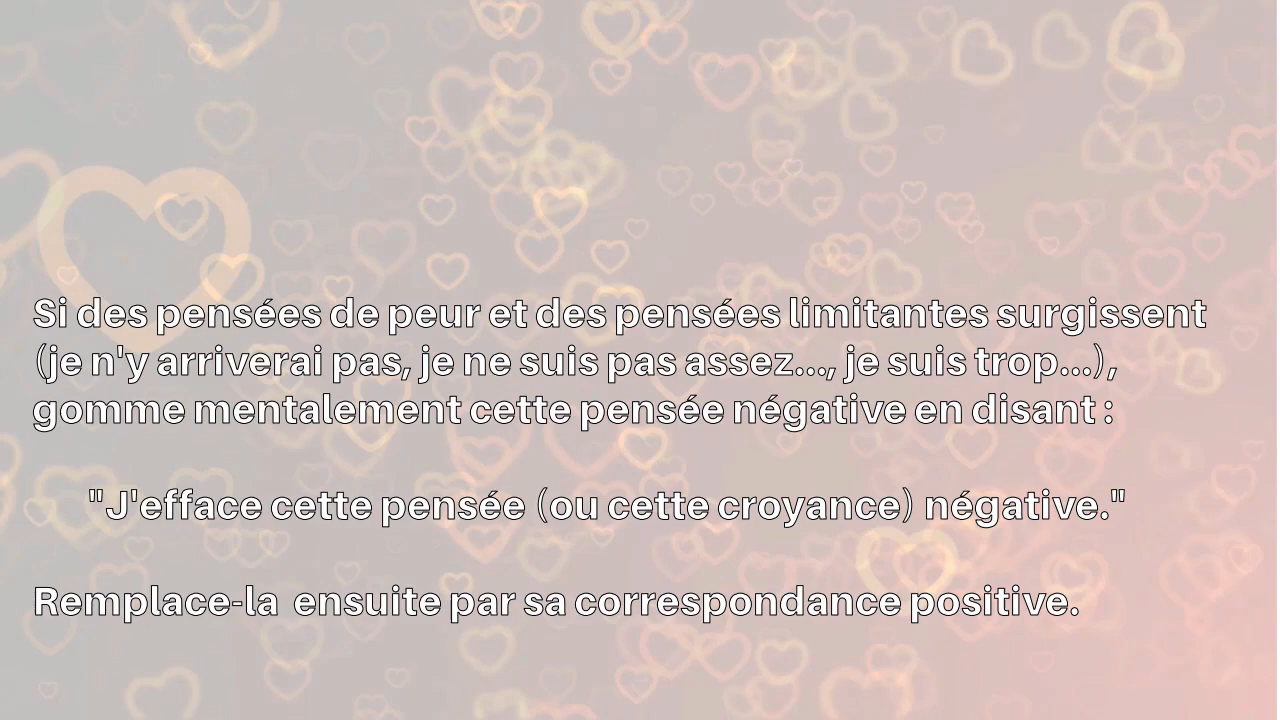 Si des pensées de peur et des pensées limitantes surgissent
(je n'y arriverai pas, je ne suis pas assez..., je suis trop...),
gomme mentalement cette pensée négative en disant :
"J'efface cette pensée (ou cette croyance) négative."
Remplace-la  ensuite par sa correspondance positive.